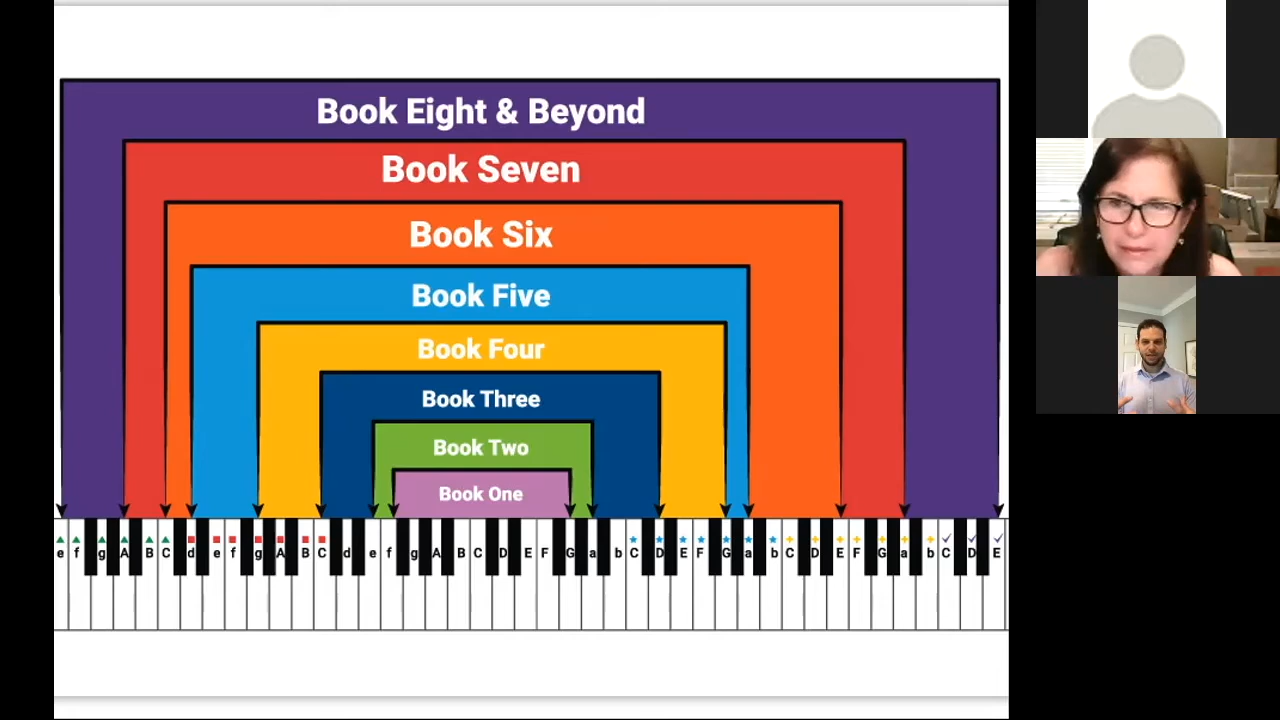 Book Eight & Beyond
Book Seven
Book Six
Book Five
Book Four
Book Three
Book Two
Book One
e f g A B C d e f g A B C d e f g A B C D E F G a b C D E F G a b C D E F G a b C D E